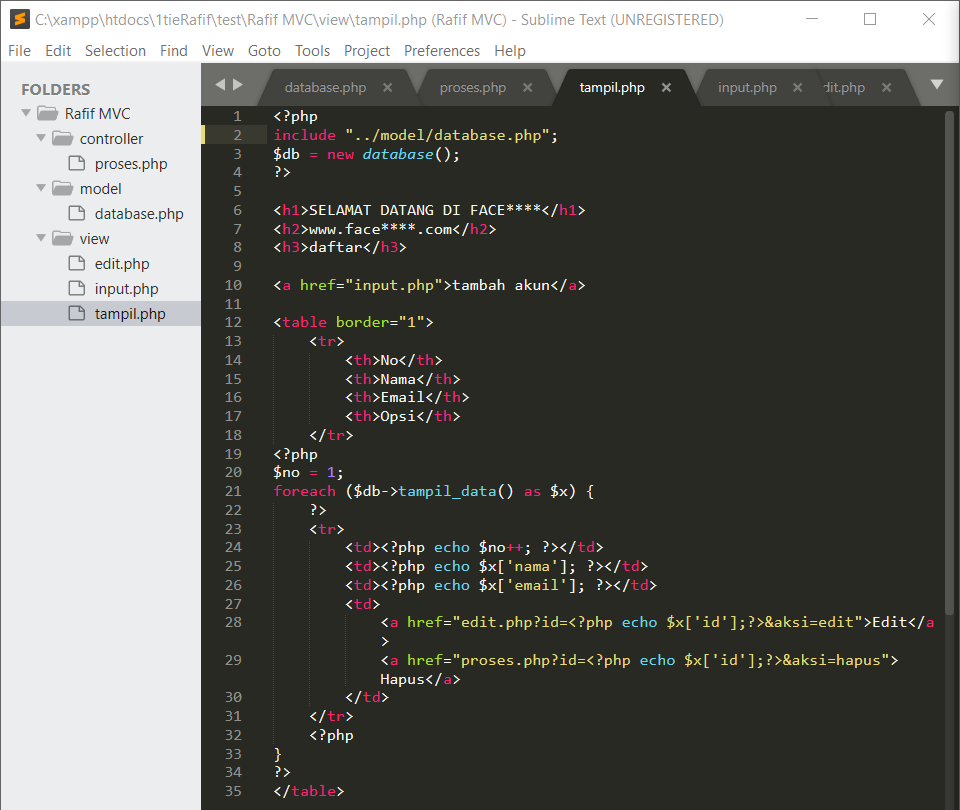 C:\xampp\htdocs\1tieRafif\test\Rafif MVC\view\tampil.php (Rafif MVC) - Sublime Text (UNREGISTERED)
File Edit Selection Find View Goto Tools Project Preferences Help
FOLDERS
Rafif MVC
controller
proses.php
model
database.php
view
edit.php
input.php
tampil.php
database.php × proses.php × tampil.php × input.php × dit.php ×
1 <?php
2 include "../model/database.php";
3 $db = new database();
4 ?>
5
6 <h1>SELAMAT DATANG DI FACE****</h1>
7 <h2>www.face****.com</h2>
8 <h3>daftar</h3>
9
10 <a href="input.php">tambah akun</a>
11
12 <table border="1">
13     <tr>
14         <th>No</th>
15         <th>Nama</th>
16         <th>Email</th>
17         <th>Opsi</th>
18     </tr>
19 <?php
20 $no = 1;
21 foreach ($db->tampil_data() as $x) {
22     ?>
23     <tr>
24         <td><?php echo $no++; ?></td>
25         <td><?php echo $x['nama']; ?></td>
26         <td><?php echo $x['email']; ?></td>
27         <td>
28             <a href="edit.php?id=<?php echo $x['id'];?>&aksi=edit">Edit</a
>
29             <a href="proses.php?id=<?php echo $x['id'];?>&aksi=hapus">
Hapus</a>
30         </td>
31     </tr>
32     <?php
33 }
34 ?>
35 </table>